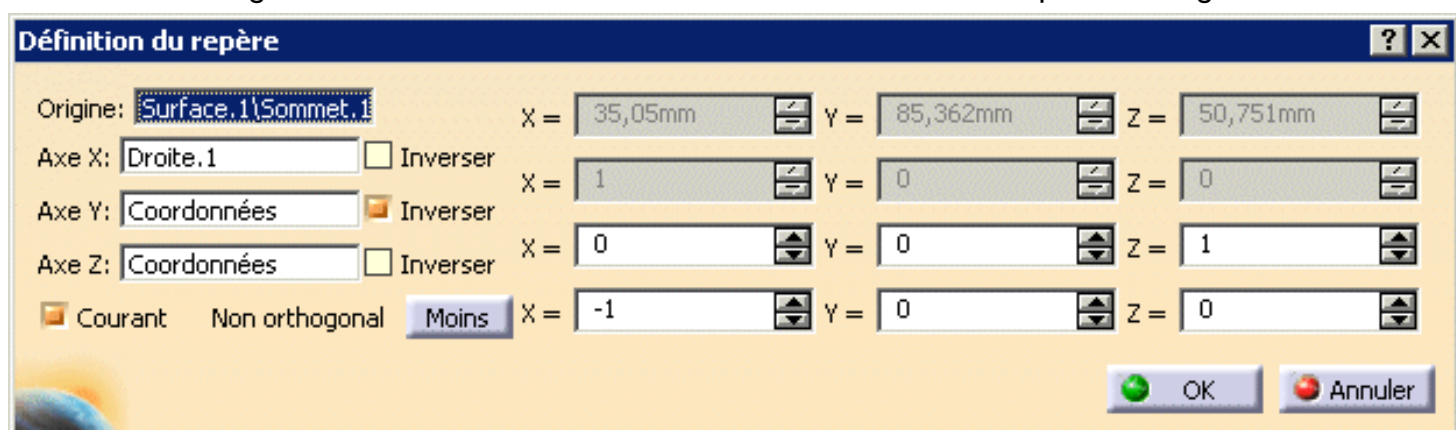 Définition du repère
Origine: Surface.1\Sommet.1 X = 35,05mm Y = 85,362mm Z = 50,751mm
Axe X: Droite.1 Inverser X = 1 Y = 0 Z = 0
Axe Y: Coordonnées Inverser X = 0 Y = 0 Z = 1
Axe Z: Coordonnées Inverser X = -1 Y = 0 Z = 0
Courant Non orthogonal Moins
OK Annuler